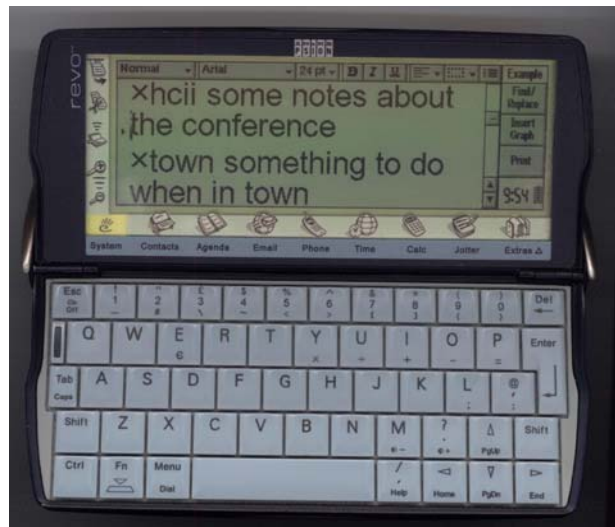 PSION
revo
Normal Arial 24 pt B I U Example
×hcii some notes about
the conference
×town something to do
when in town
Find/
Replace
Insert
Graph
Print
9:54
System Contacts Agenda Email Phone Time Calc Jotter Extras
Esc ! " £ $ % ^ & * ( ) Del
On
Off 1 2 3 4 5 6 7 8 9 0
_ # \ ~ < > [ ] { }
Q W E R T Y U I O P Enter
€ × ÷ + - =
Tab A S D F G H J K L @
Caps ; ' :
Shift Z X C V B N M ? Shift
. PgUp
Ctrl Fn Menu /
, 
Dial Help Home PgDn End